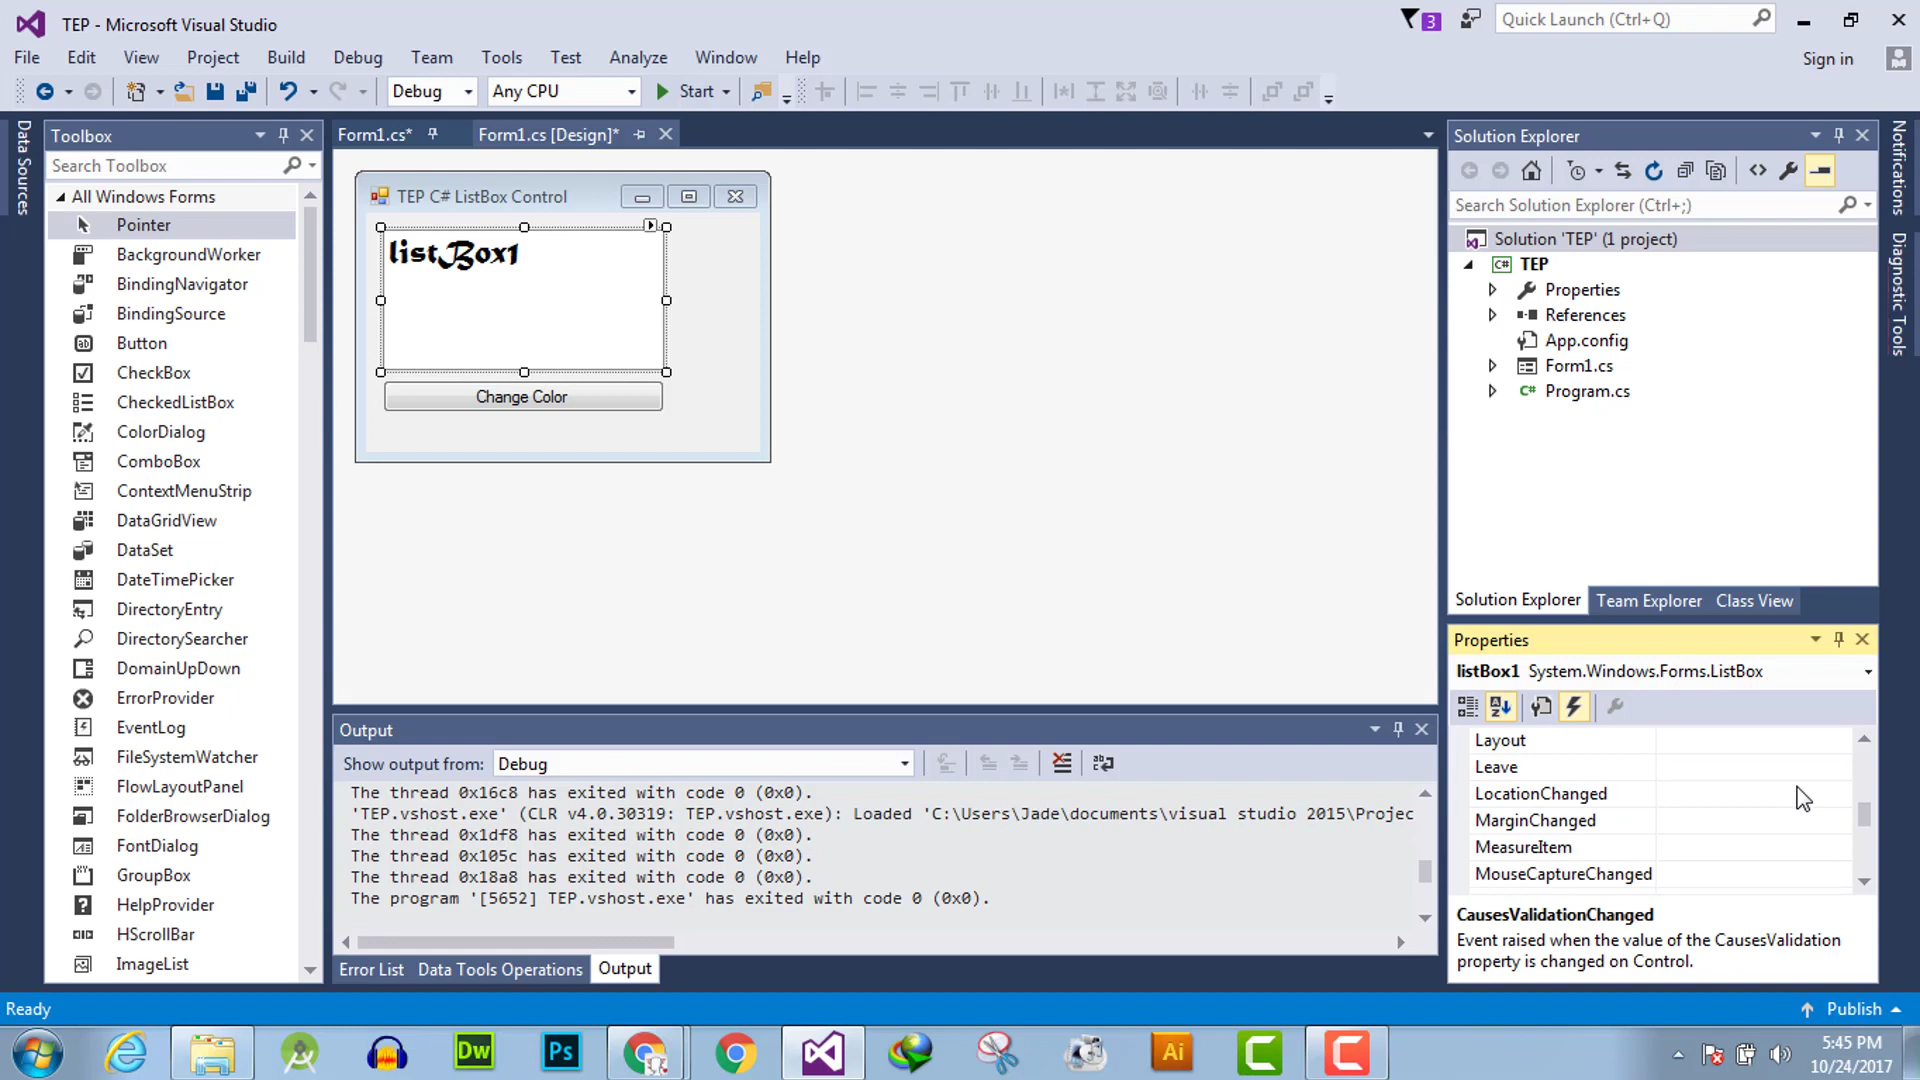 TEP - Microsoft Visual Studio
3
Quick Launch (Ctrl+Q)
File Edit View Project Build Debug Team Tools Test Analyze Window Help
Sign in
Debug Any CPU Start
Data Sources
Toolbox
Search Toolbox
All Windows Forms
Pointer
BackgroundWorker
BindingNavigator
BindingSource
Button
CheckBox
CheckedListBox
ColorDialog
ComboBox
ContextMenuStrip
DataGridView
DataSet
DateTimePicker
DirectoryEntry
DirectorySearcher
DomainUpDown
ErrorProvider
EventLog
FileSystemWatcher
FlowLayoutPanel
FolderBrowserDialog
FontDialog
GroupBox
HelpProvider
HScrollBar
ImageList
Form1.cs* Form1.cs [Design]*
TEP C# ListBox Control
listBox1
Change Color
Output
Show output from: Debug
The thread 0x16c8 has exited with code 0 (0x0).
'TEP.vshost.exe' (CLR v4.0.30319: TEP.vshost.exe): Loaded 'C:\Users\Jade\documents\visual studio 2015\Projec
The thread 0x1df8 has exited with code 0 (0x0).
The thread 0x105c has exited with code 0 (0x0).
The thread 0x18a8 has exited with code 0 (0x0).
The program '[5652] TEP.vshost.exe' has exited with code 0 (0x0).
Error List Data Tools Operations Output
Solution Explorer
Search Solution Explorer (Ctrl+;)
Solution 'TEP' (1 project)
C# TEP
Properties
References
App.config
Form1.cs
C# Program.cs
Solution Explorer Team Explorer Class View
Properties
listBox1 System.Windows.Forms.ListBox
Layout
Leave
LocationChanged
MarginChanged
MeasureItem
MouseCaptureChanged
CausesValidationChanged
Event raised when the value of the CausesValidation
property is changed on Control.
Notifications
Diagnostic Tools
Ready
Publish
Dw
Ps
Ai
5:45 PM
10/24/2017